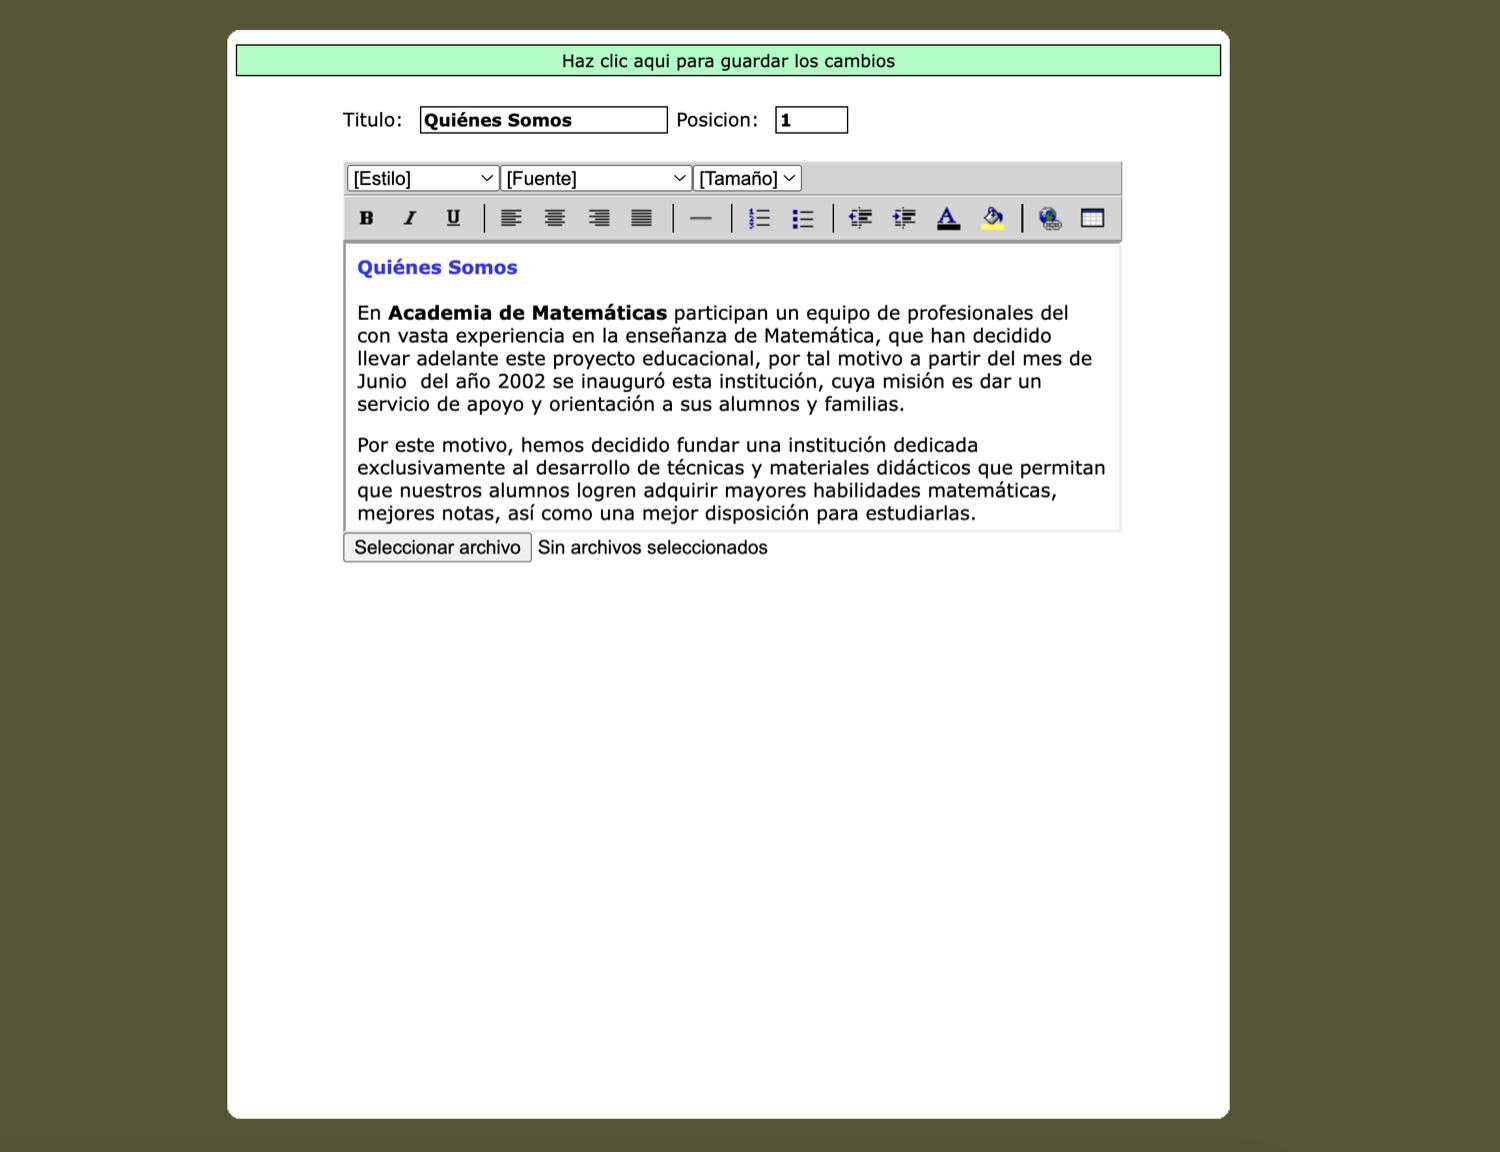 Haz clic aqui para guardar los cambios
Titulo: Quiénes Somos Posicion: 1
[Estilo] [Fuente] [Tamaño]
B I U A
Quiénes Somos
En Academia de Matemáticas participan un equipo de profesionales del
con vasta experiencia en la enseñanza de Matemática, que han decidido
llevar adelante este proyecto educacional, por tal motivo a partir del mes de
Junio  del año 2002 se inauguró esta institución, cuya misión es dar un
servicio de apoyo y orientación a sus alumnos y familias.
Por este motivo, hemos decidido fundar una institución dedicada
exclusivamente al desarrollo de técnicas y materiales didácticos que permitan
que nuestros alumnos logren adquirir mayores habilidades matemáticas,
mejores notas, así como una mejor disposición para estudiarlas.
Seleccionar archivo Sin archivos seleccionados